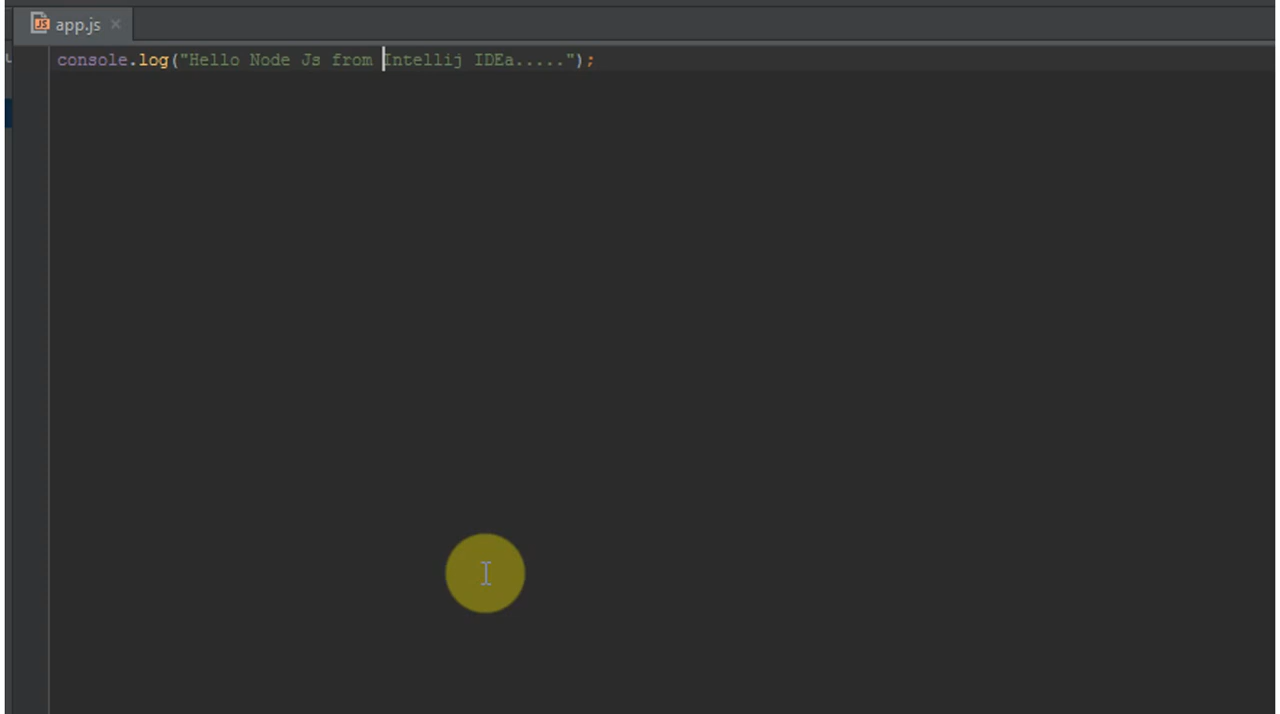 app.js
console.log("Hello Node Js from Intellij IDEa.....");